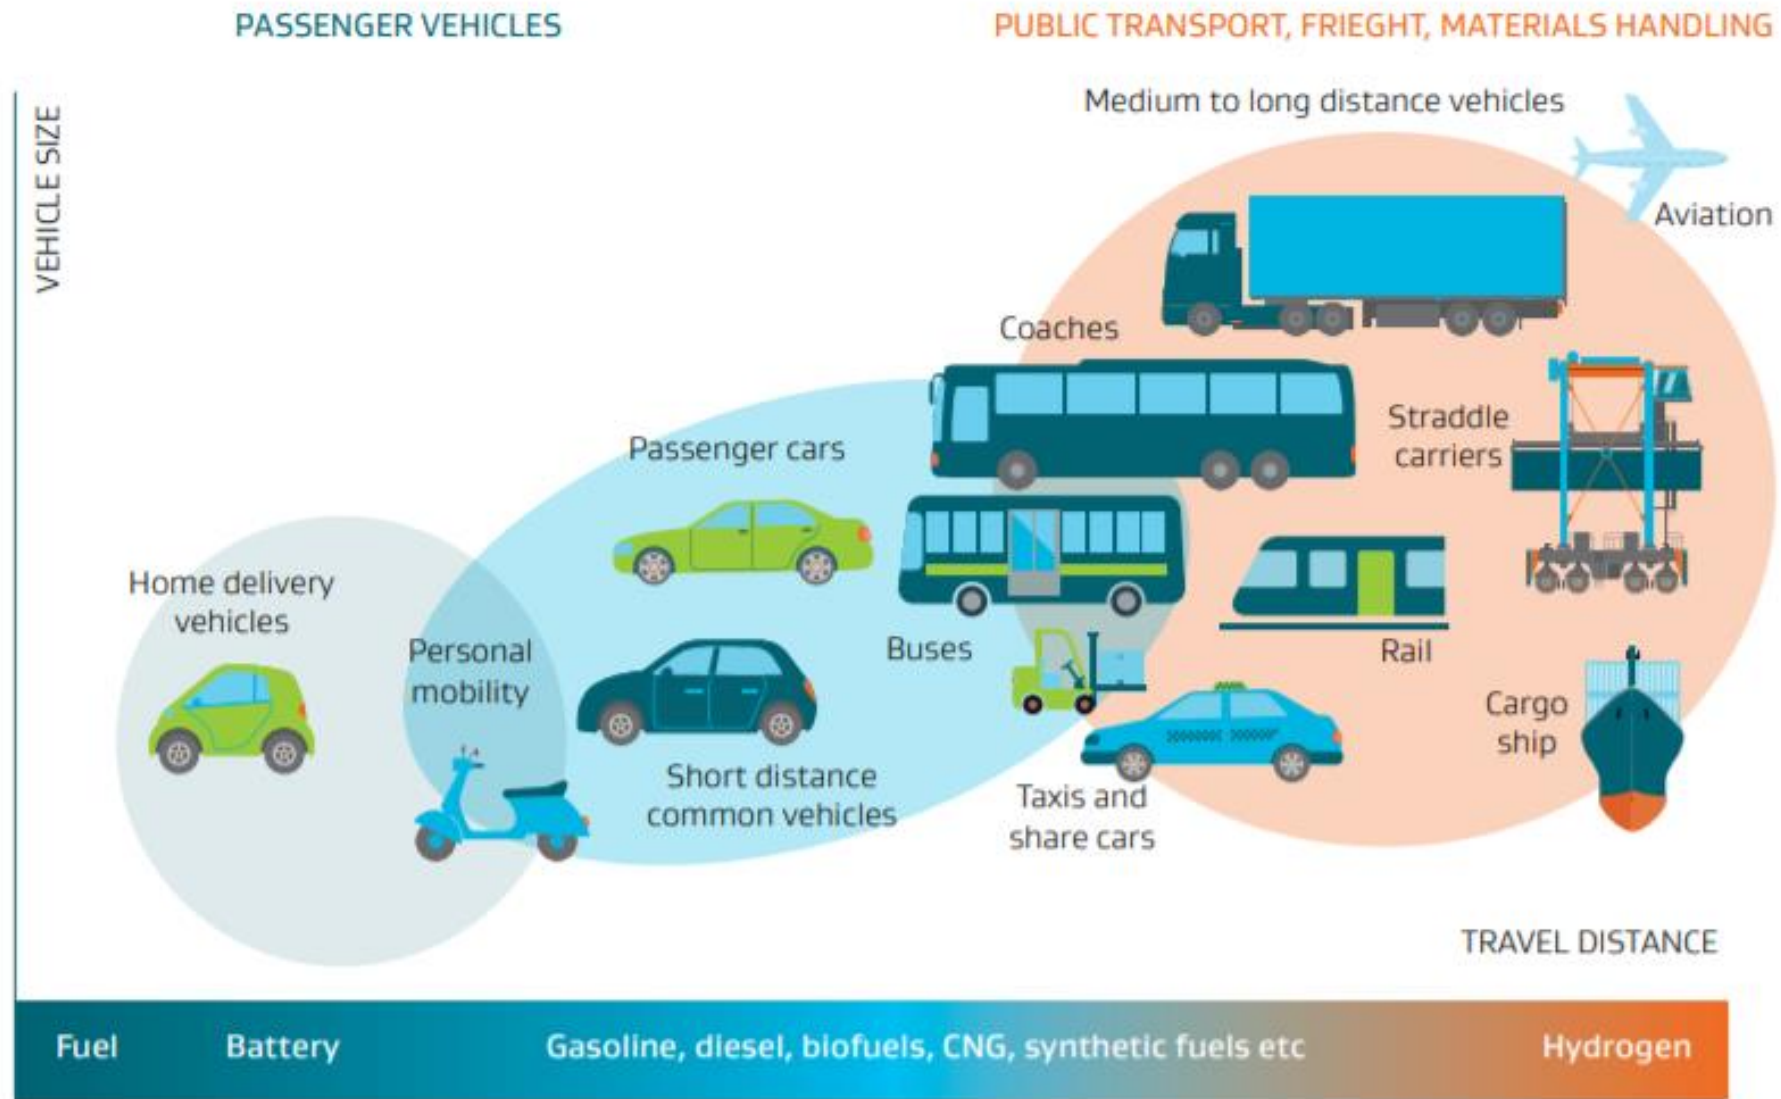 PASSENGER VEHICLES
PUBLIC TRANSPORT, FRIEGHT, MATERIALS HANDLING
VEHICLE SIZE
Medium to long distance vehicles
Aviation
Coaches
Straddle
carriers
Passenger cars
Home delivery
vehicles
Personal
mobility
Buses
Rail
Cargo
ship
Short distance
common vehicles
Taxis and
share cars
TRAVEL DISTANCE
Fuel
Battery
Gasoline, diesel, biofuels, CNG, synthetic fuels etc
Hydrogen